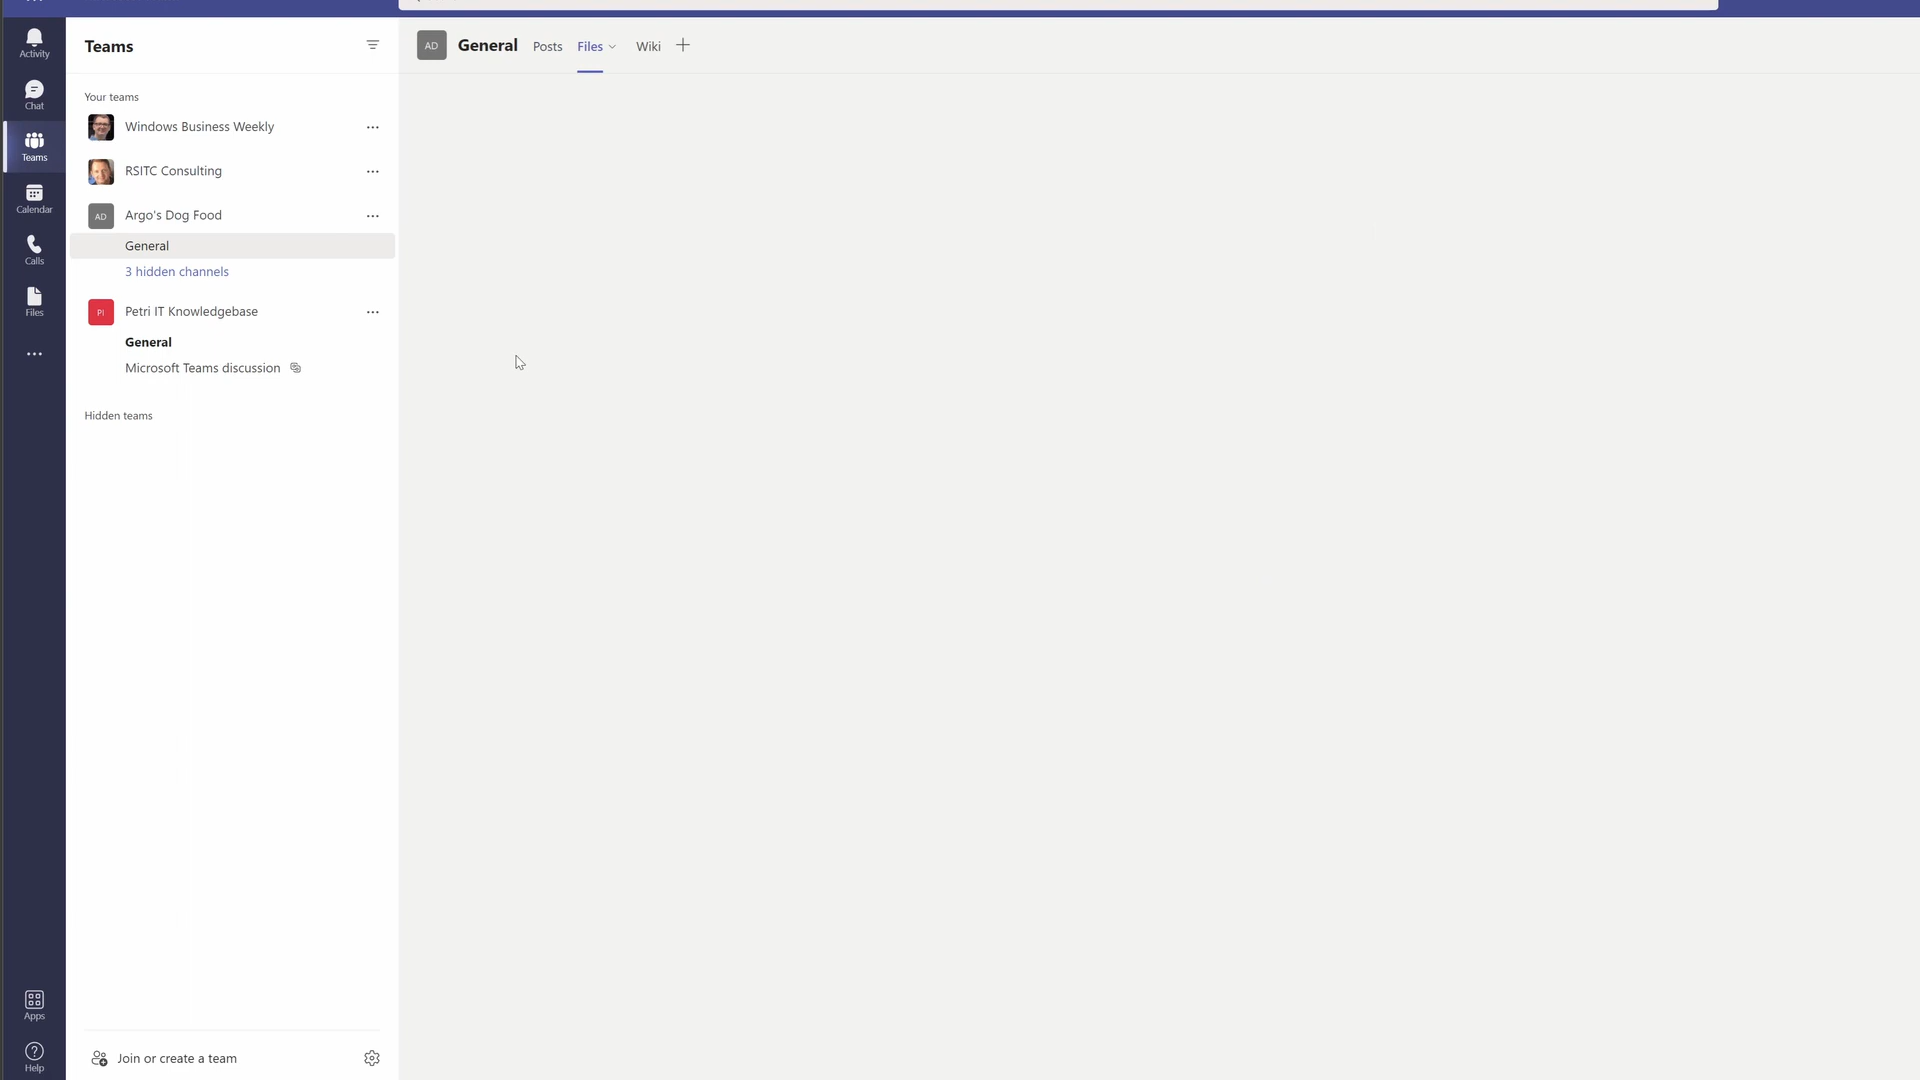 Activity
Chat
Teams
Calendar
Calls
Files
Apps
Help
Teams
Your teams
Windows Business Weekly
RSITC Consulting
AD
Argo's Dog Food
General
3 hidden channels
PI
Petri IT Knowledgebase
General
Microsoft Teams discussion
Hidden teams
Join or create a team
AD
General
Posts
Files
Wiki